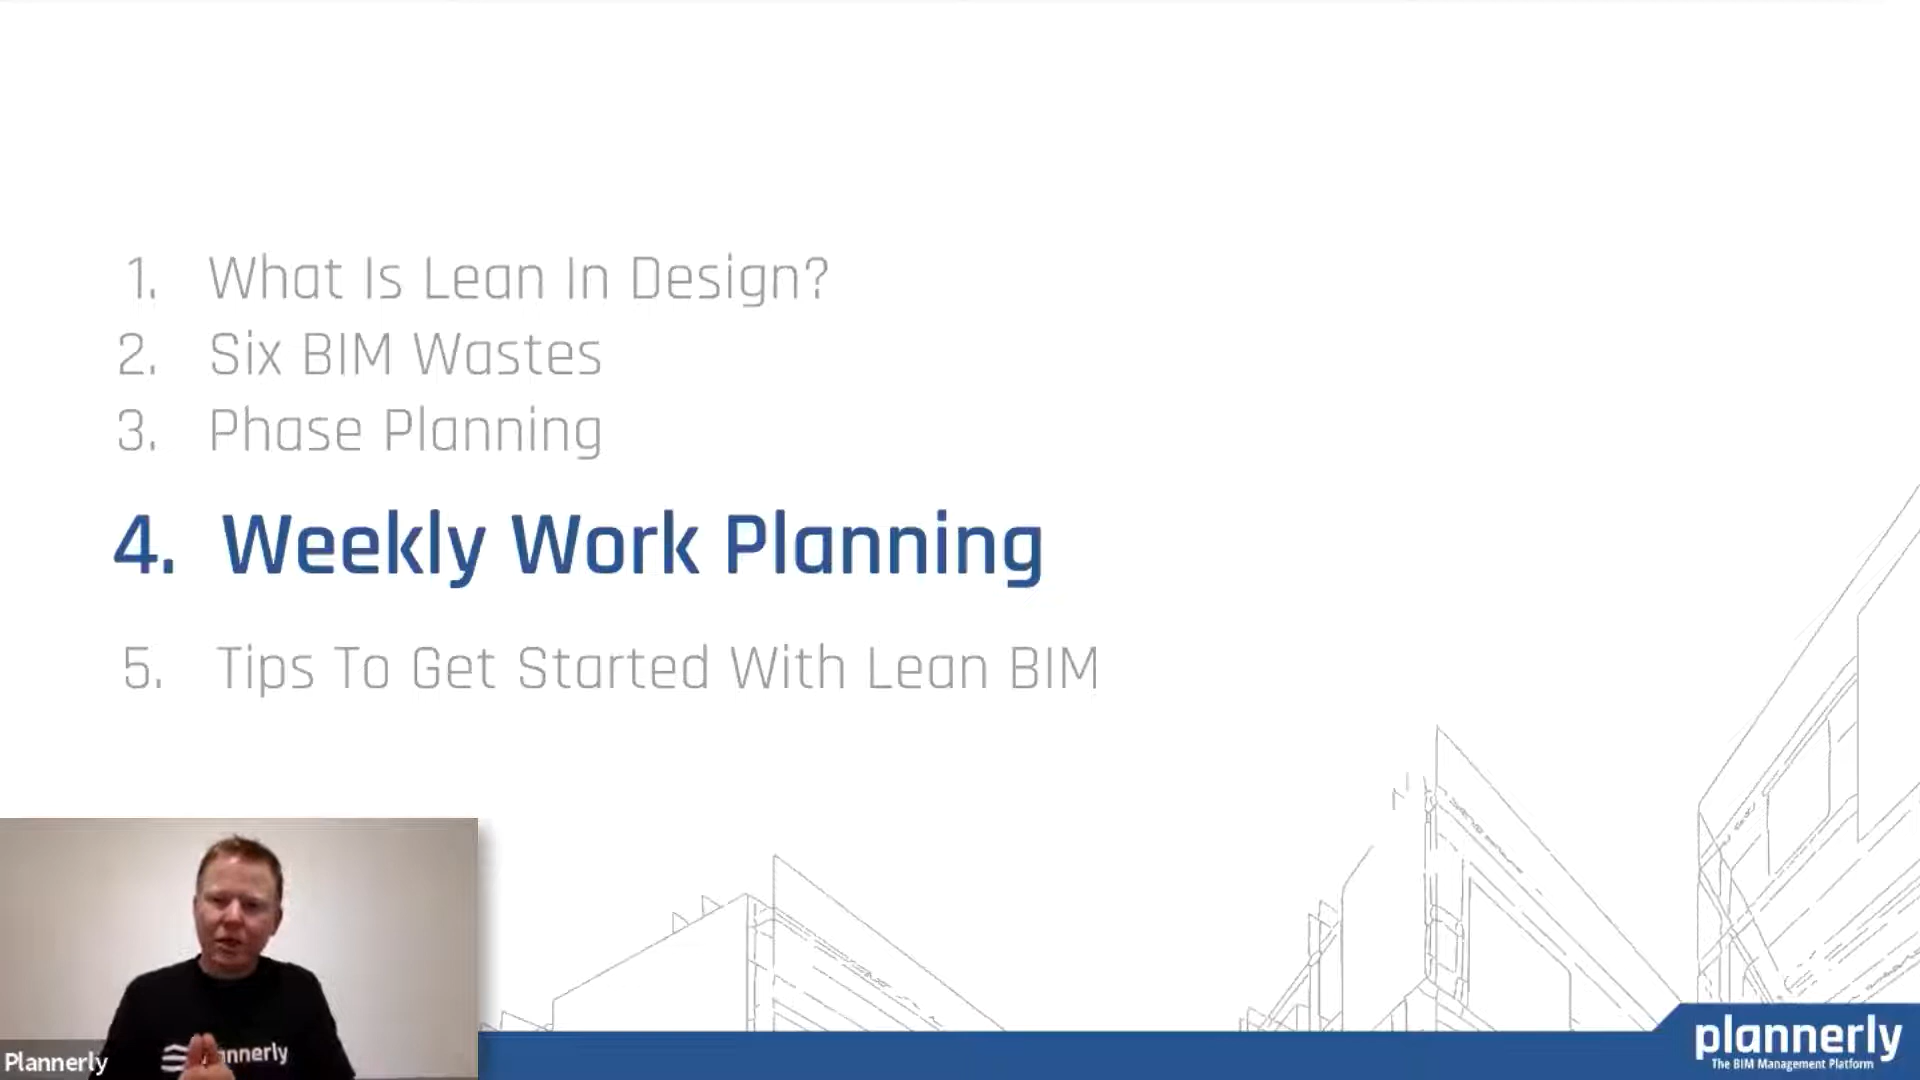 1. What Is Lean In Design?
2. Six BIM Wastes
3. Phase Planning
4. Weekly Work Planning
5. Tips To Get Started With Lean BIM
nnerly
Plannerly
plannerly
The BIM Management Platform